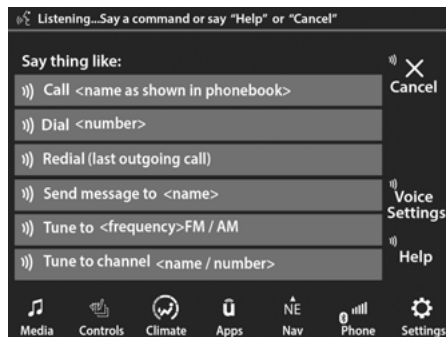 Listening...Say a command or say “Help” or “Cancel”
Say thing like:
Call <name as shown in phonebook>
Dial <number>
Redial (last outgoing call)
Send message to <name>
Tune to <frequency>FM / AM
Tune to channel <name / number>
Cancel
Voice
Settings
Help
Media
Controls
Climate
û
Apps
NE
Nav
Phone
Settings